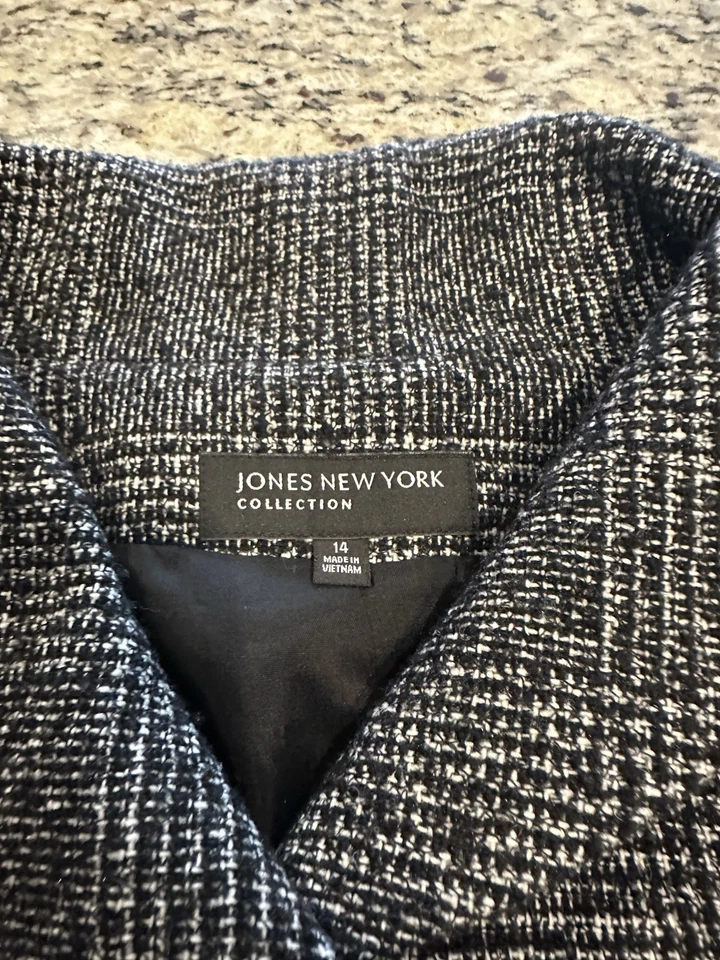 JONES NEW YORK
COLLECTION
14
MADE IN
VIETNAM